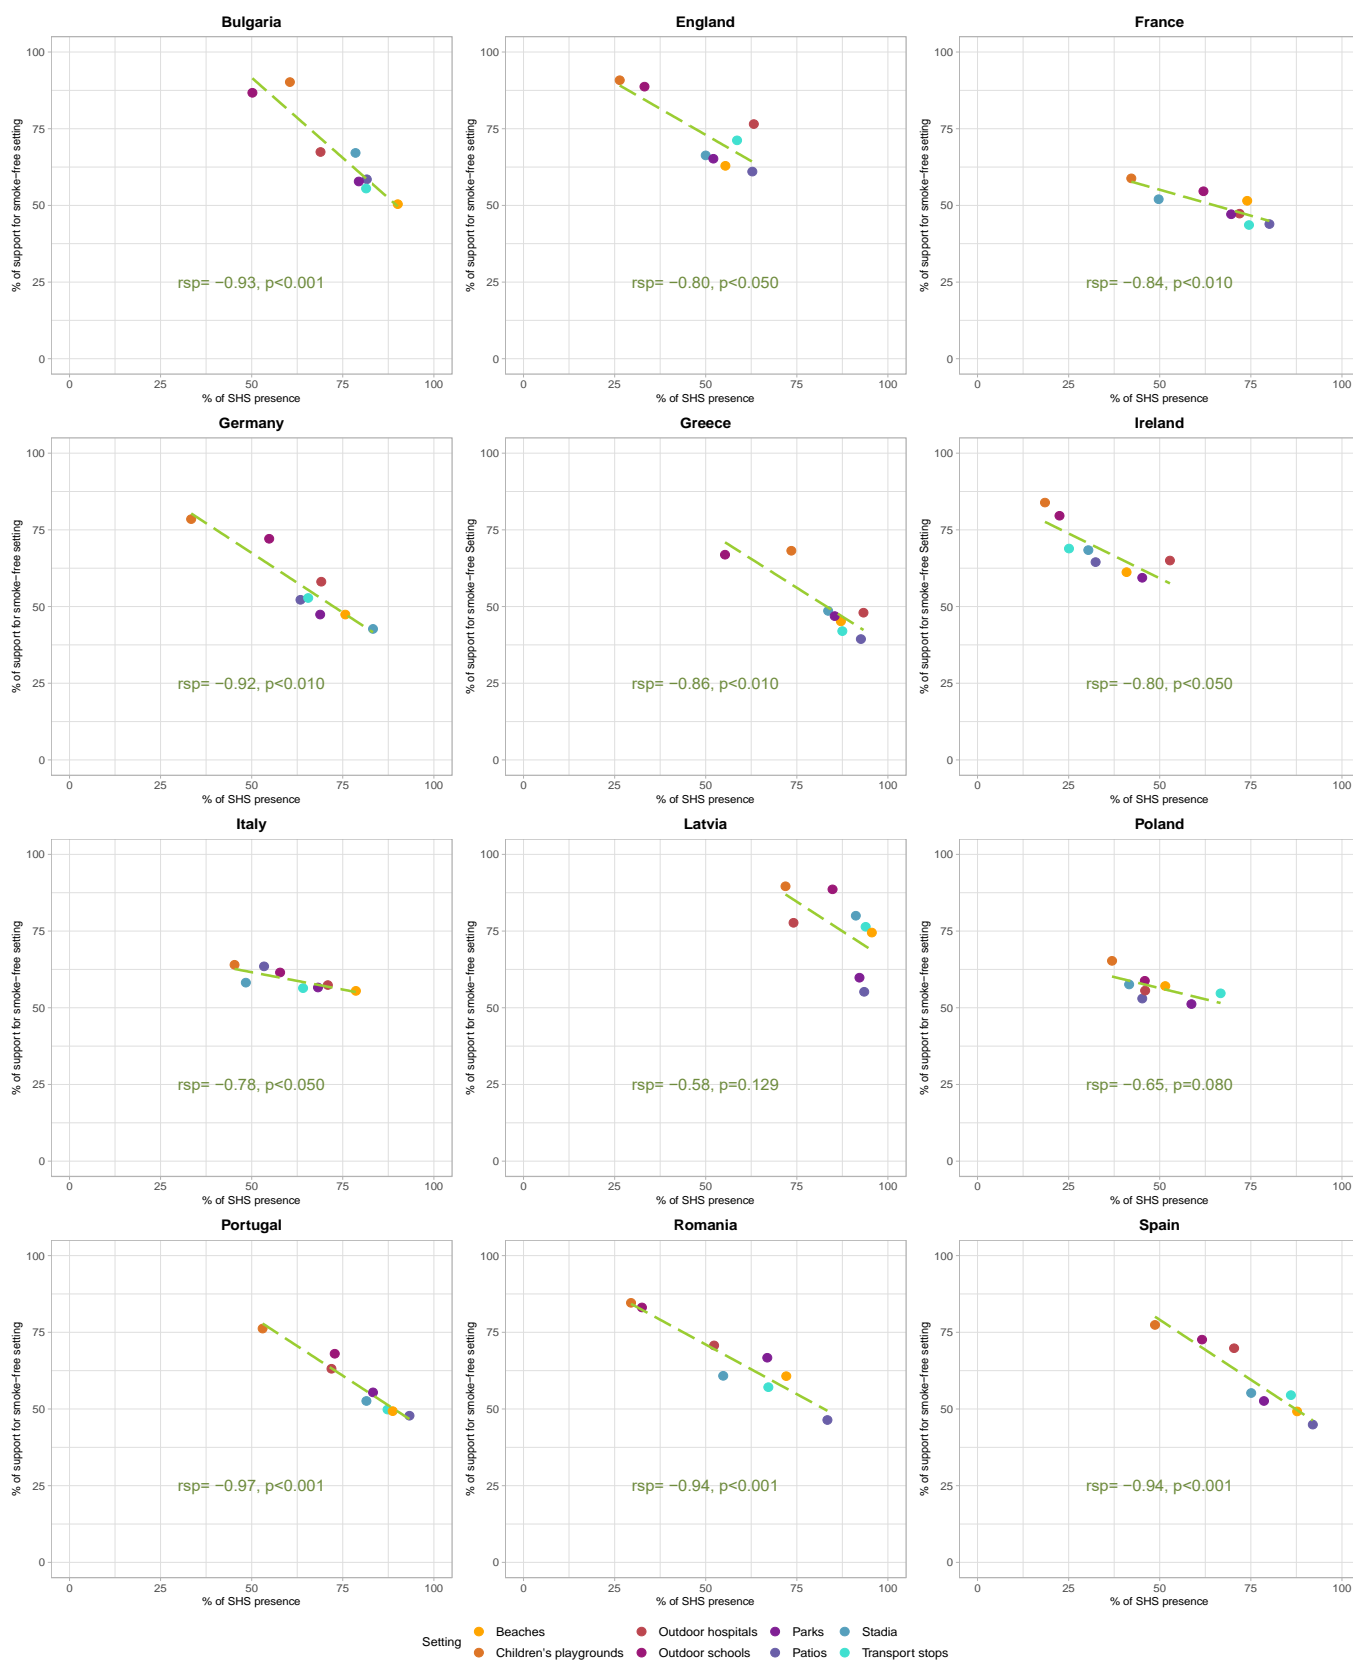 Bulgaria
England
France
% of support for smoke−free setting
100
75
50
25
0
rsp= −0.93, p<0.001
0 25 50 75 100
% of SHS presence
% of support for smoke−free setting
100
75
50
25
0
rsp= −0.80, p<0.050
0 25 50 75 100
% of SHS presence
% of support for smoke−free setting
100
75
50
25
0
rsp= −0.84, p<0.010
0 25 50 75 100
% of SHS presence
Germany
Greece
Ireland
% of support for smoke−free setting
100
75
50
25
0
rsp= −0.92, p<0.010
0 25 50 75 100
% of SHS presence
% of support for smoke−free setting
100
75
50
25
0
rsp= −0.86, p<0.010
0 25 50 75 100
% of SHS presence
% of support for smoke−free Setting
100
75
50
25
0
rsp= −0.80, p<0.050
0 25 50 75 100
% of SHS presence
Italy
Latvia
Poland
% of support for smoke−free setting
100
75
50
25
0
rsp= −0.78, p<0.050
0 25 50 75 100
% of SHS presence
% of support for smoke−free setting
100
75
50
25
0
rsp= −0.58, p=0.129
0 25 50 75 100
% of SHS presence
% of support for smoke−free setting
100
75
50
25
0
rsp= −0.65, p=0.080
0 25 50 75 100
% of SHS presence
Portugal
Romania
Spain
% of support for smoke−free setting
100
75
50
25
0
rsp= −0.97, p<0.001
0 25 50 75 100
% of SHS presence
% of support for smoke−free setting
100
75
50
25
0
rsp= −0.94, p<0.001
0 25 50 75 100
% of SHS presence
% of support for smoke−free setting
100
75
50
25
0
rsp= −0.94, p<0.001
0 25 50 75 100
% of SHS presence
Setting
Beaches
Outdoor hospitals
Parks
Stadia
Children's playgrounds
Outdoor schools
Patios
Transport stops